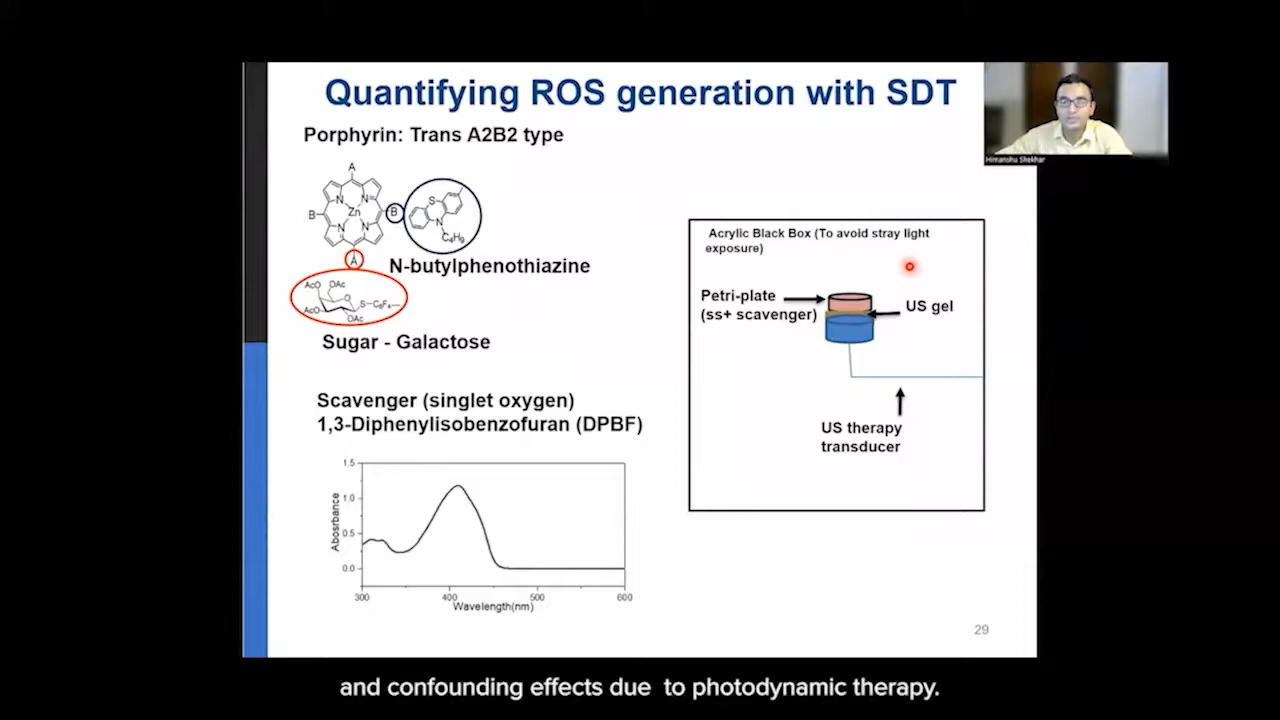 Quantifying ROS generation with SDT
Himanshu Shekhar
Porphyrin: Trans A2B2 type
A
B
N
N
Zn
N
N
B
A
S
N
C4H9
N-butylphenothiazine
AcO
OAc
O
AcO
S—C6F4—
OAc
Sugar - Galactose
Scavenger (singlet oxygen)
1,3-Diphenylisobenzofuran (DPBF)
1.5
1.0
0.5
0.0
Abosrbance
300
400
500
600
Wavelength(nm)
Acrylic Black Box (To avoid stray light
exposure)
Petri-plate
(ss+ scavenger)
US gel
US therapy
transducer
29
and confounding effects due to photodynamic therapy.